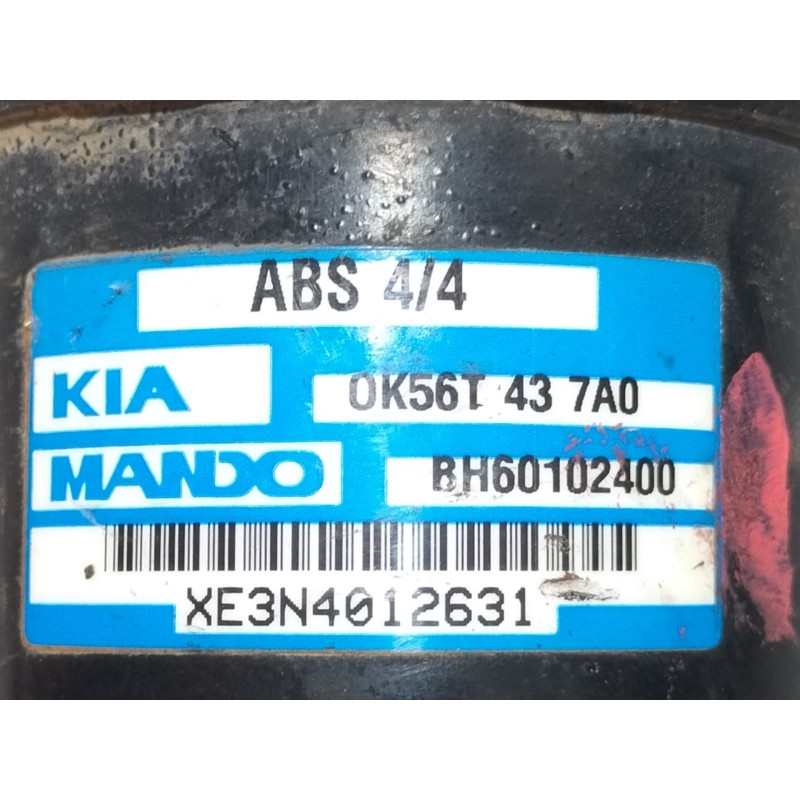 ABS 4/4
KIA 0K56T 43 7A0
MANDO BH60102400
XE3N4012631